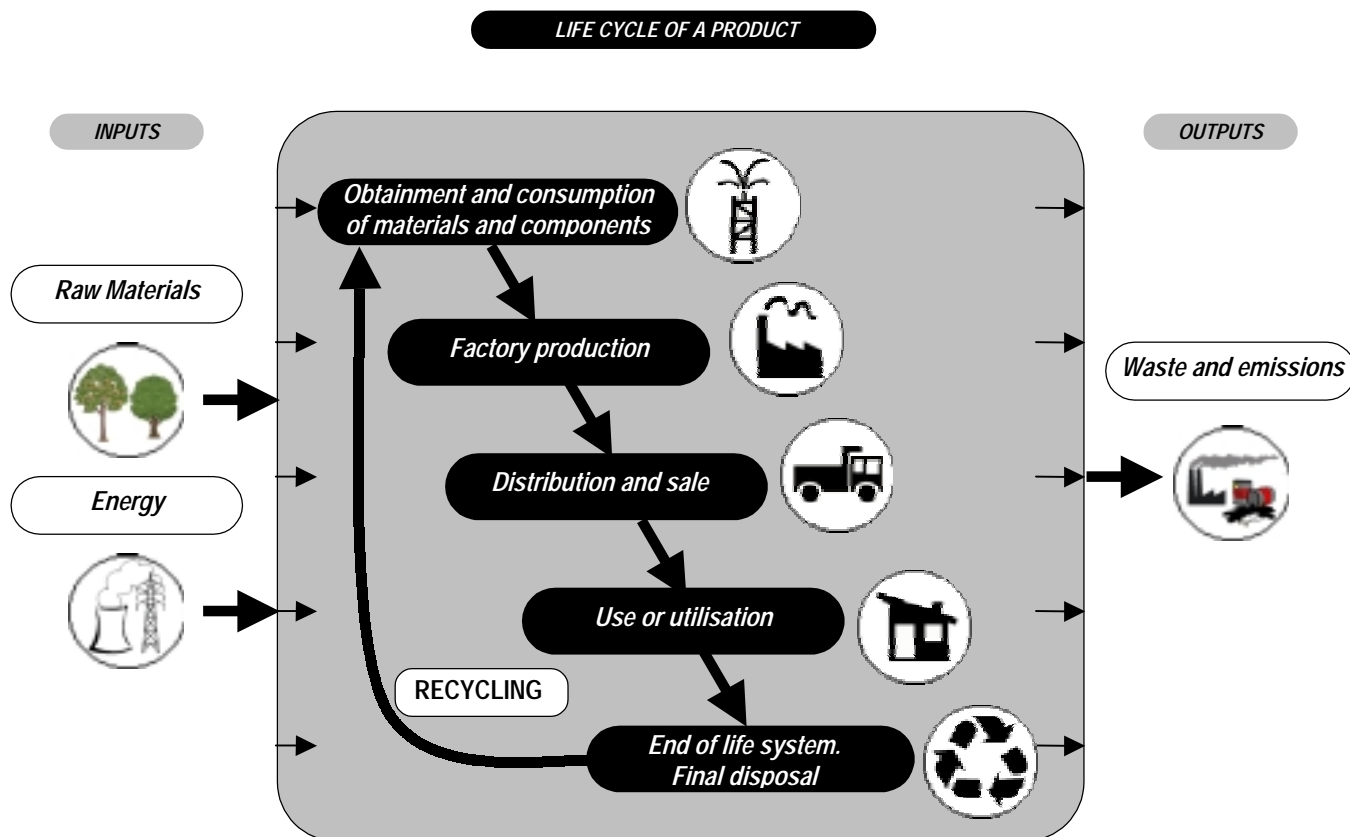 LIFE CYCLE OF A PRODUCT
INPUTS
OUTPUTS
Obtainment and consumption
of materials and components
Raw Materials
Factory production
Waste and emissions
Distribution and sale
Energy
Use or utilisation
RECYCLING
End of life system.
Final disposal